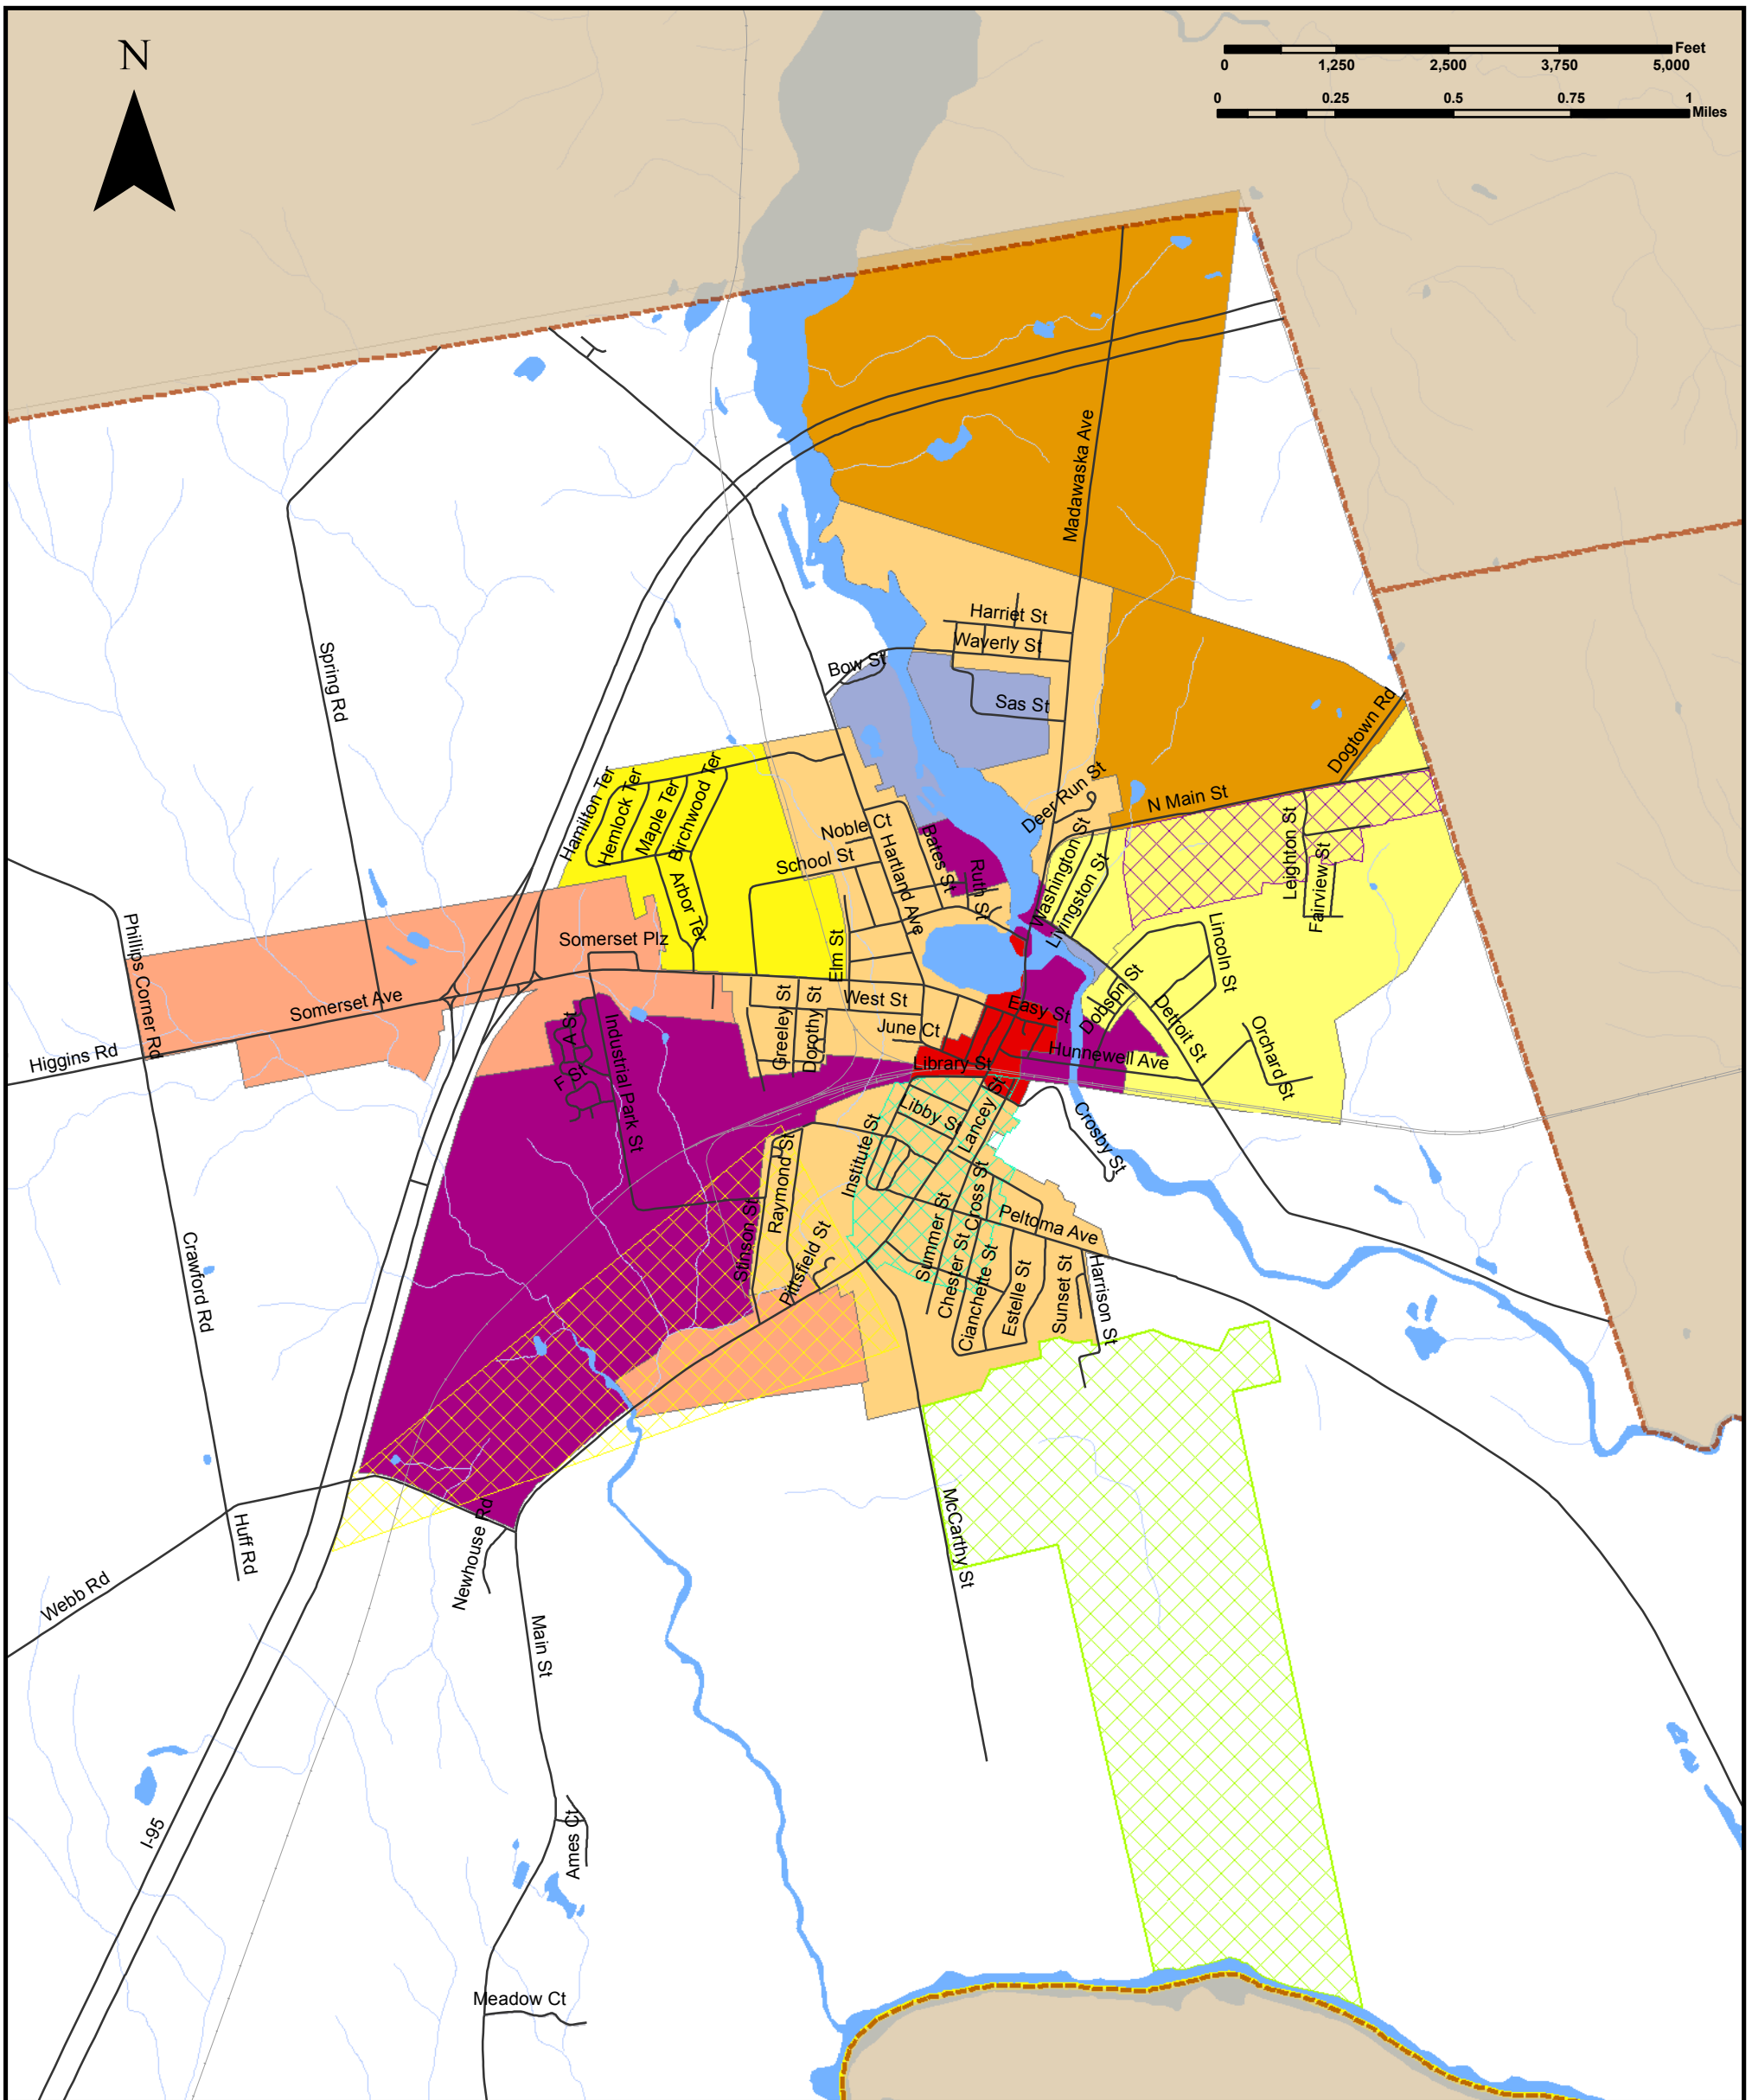 N
Feet
0 1,250 2,500 3,750 5,000
0 0.25 0.5 0.75 1
Miles
Madawaska Ave
Harriet St
Waverly St
Bow St
Spring Rd
Sas St
Dogtown Rd
Hamilton Ter
Hemlock Ter
Maple Ter
Birchwood Ter
Deer Run St
N Main St
Noble Ct
School St
Hartland Ave
Bates St
Ruth St
Washington St
Livingston St
Leighton St
Fairview St
Arbor Ter
Phillips Corner Rd
Somerset Plz
Elm St
Lincoln St
Somerset Ave
Higgins Rd
Greeley St
Dorothy St
West St
June Ct
Easy St
Dobson St
Detroit St
Orchard St
A St
F St
Industrial Park St
Library St
Hunnewell Ave
Libby St
Lancey St
Crosby St
Institute St
Raymond St
Stinson St
Pittsfield St
Summer St
Cross St
Chester St
Cianchette St
Peltoma Ave
Estelle St
Sunset St
Harrison St
Crawford Rd
McCarthy St
Huff Rd
Newhouse Rd
Webb Rd
Main St
I-95
Ames Ct
Meadow Ct